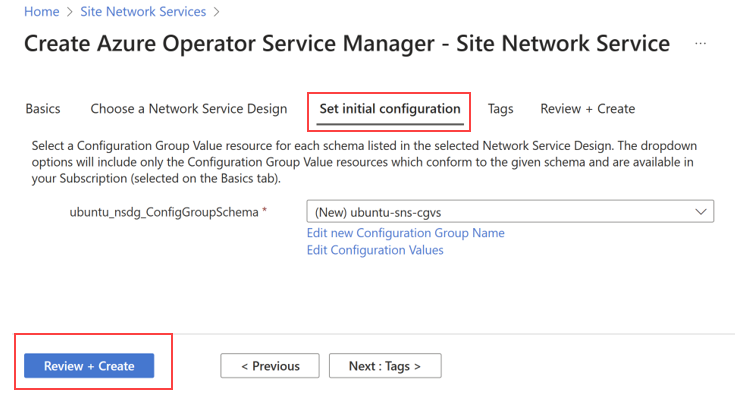 Home > Site Network Services >
Create Azure Operator Service Manager - Site Network Service ...
Basics Choose a Network Service Design Set initial configuration Tags Review + Create
Select a Configuration Group Value resource for each schema listed in the selected Network Service Design. The dropdown
options will include only the Configuration Group Value resources which conform to the given schema and are available in
your Subscription (selected on the Basics tab).
ubuntu_nsdg_ConfigGroupSchema * (New) ubuntu-sns-cgvs
Edit new Configuration Group Name
Edit Configuration Values
Review + Create < Previous Next : Tags >